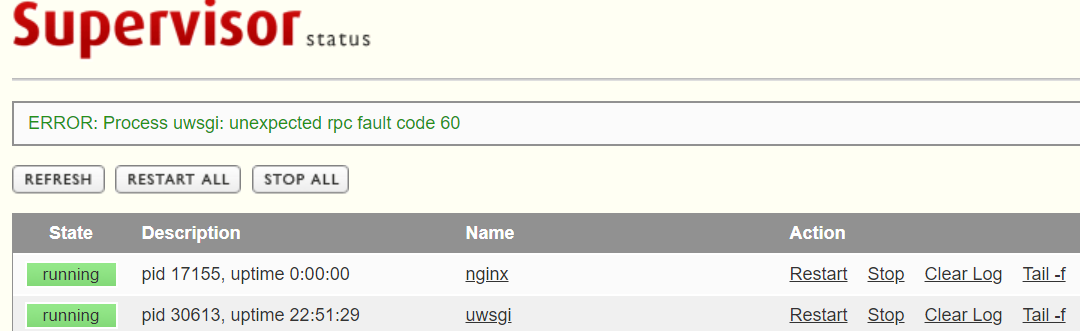 Supervisor status
ERROR: Process uwsgi: unexpected rpc fault code 60
REFRESH RESTART ALL STOP ALL
State Description Name Action
running pid 17155, uptime 0:00:00 nginx Restart Stop Clear Log Tail -f
running pid 30613, uptime 22:51:29 uwsgi Restart Stop Clear Log Tail -f